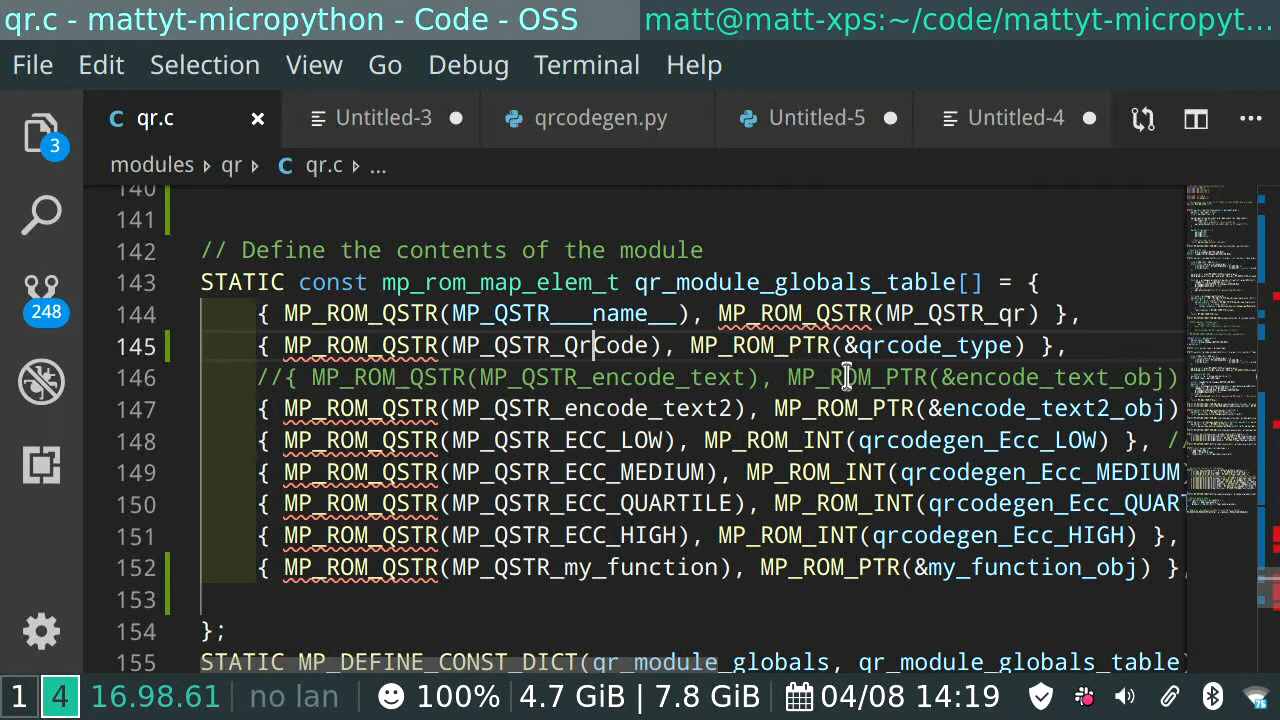 qr.c - mattyt-micropython - Code - OSS
matt@matt-xps:~/code/mattyt-micropyt...
File Edit Selection View Go Debug Terminal Help
qr.c × Untitled-3 qrcodegen.py Untitled-5 Untitled-4
modules qr qr.c ...
140
141
142 // Define the contents of the module
143 STATIC const mp_rom_map_elem_t qr_module_globals_table[] = {
144 { MP_ROM_QSTR(MP_QSTR___name__), MP_ROM_QSTR(MP_QSTR_qr) },
145 { MP_ROM_QSTR(MP_QSTR_QrCode), MP_ROM_PTR(&qrcode_type) },
146 //{ MP_ROM_QSTR(MP_QSTR_encode_text), MP_ROM_PTR(&encode_text_obj)
147 { MP_ROM_QSTR(MP_QSTR_encode_text2), MP_ROM_PTR(&encode_text2_obj)
148 { MP_ROM_QSTR(MP_QSTR_ECC_LOW), MP_ROM_INT(qrcodegen_Ecc_LOW) }, //
149 { MP_ROM_QSTR(MP_QSTR_ECC_MEDIUM), MP_ROM_INT(qrcodegen_Ecc_MEDIUM
150 { MP_ROM_QSTR(MP_QSTR_ECC_QUARTILE), MP_ROM_INT(qrcodegen_Ecc_QUAR
151 { MP_ROM_QSTR(MP_QSTR_ECC_HIGH), MP_ROM_INT(qrcodegen_Ecc_HIGH) },
152 { MP_ROM_QSTR(MP_QSTR_my_function), MP_ROM_PTR(&my_function_obj) },
153
154 };
155 STATIC MP_DEFINE_CONST_DICT(qr_module_globals, qr_module_globals_table)
3
248
1 4 16.98.61 no lan 100% 4.7 GiB | 7.8 GiB 04/08 14:19 75